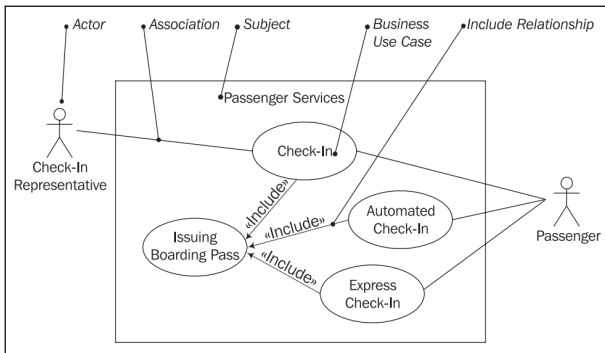 Actor
Association
Subject
Business
Use Case
Include Relationship
Passenger Services
Check-In
Representative
Check-In
«Include»
«Include»
Automated
Check-In
Passenger
Issuing
Boarding Pass
«Include»
Express
Check-In